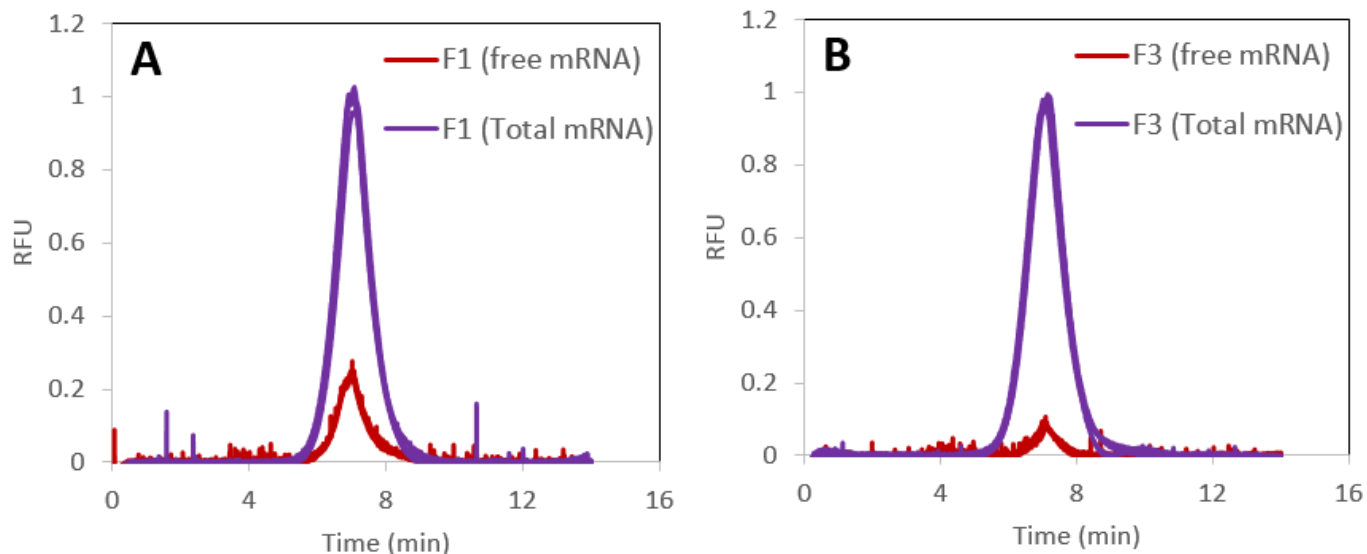 A
F1 (free mRNA)
F1 (Total mRNA)
1.2
1
0.8
0.6
0.4
0.2
0
RFU
0
4
8
12
16
Time (min)
B
F3 (free mRNA)
F3 (Total mRNA)
1.2
1
0.8
0.6
0.4
0.2
0
RFU
0
4
8
12
16
Time (min)